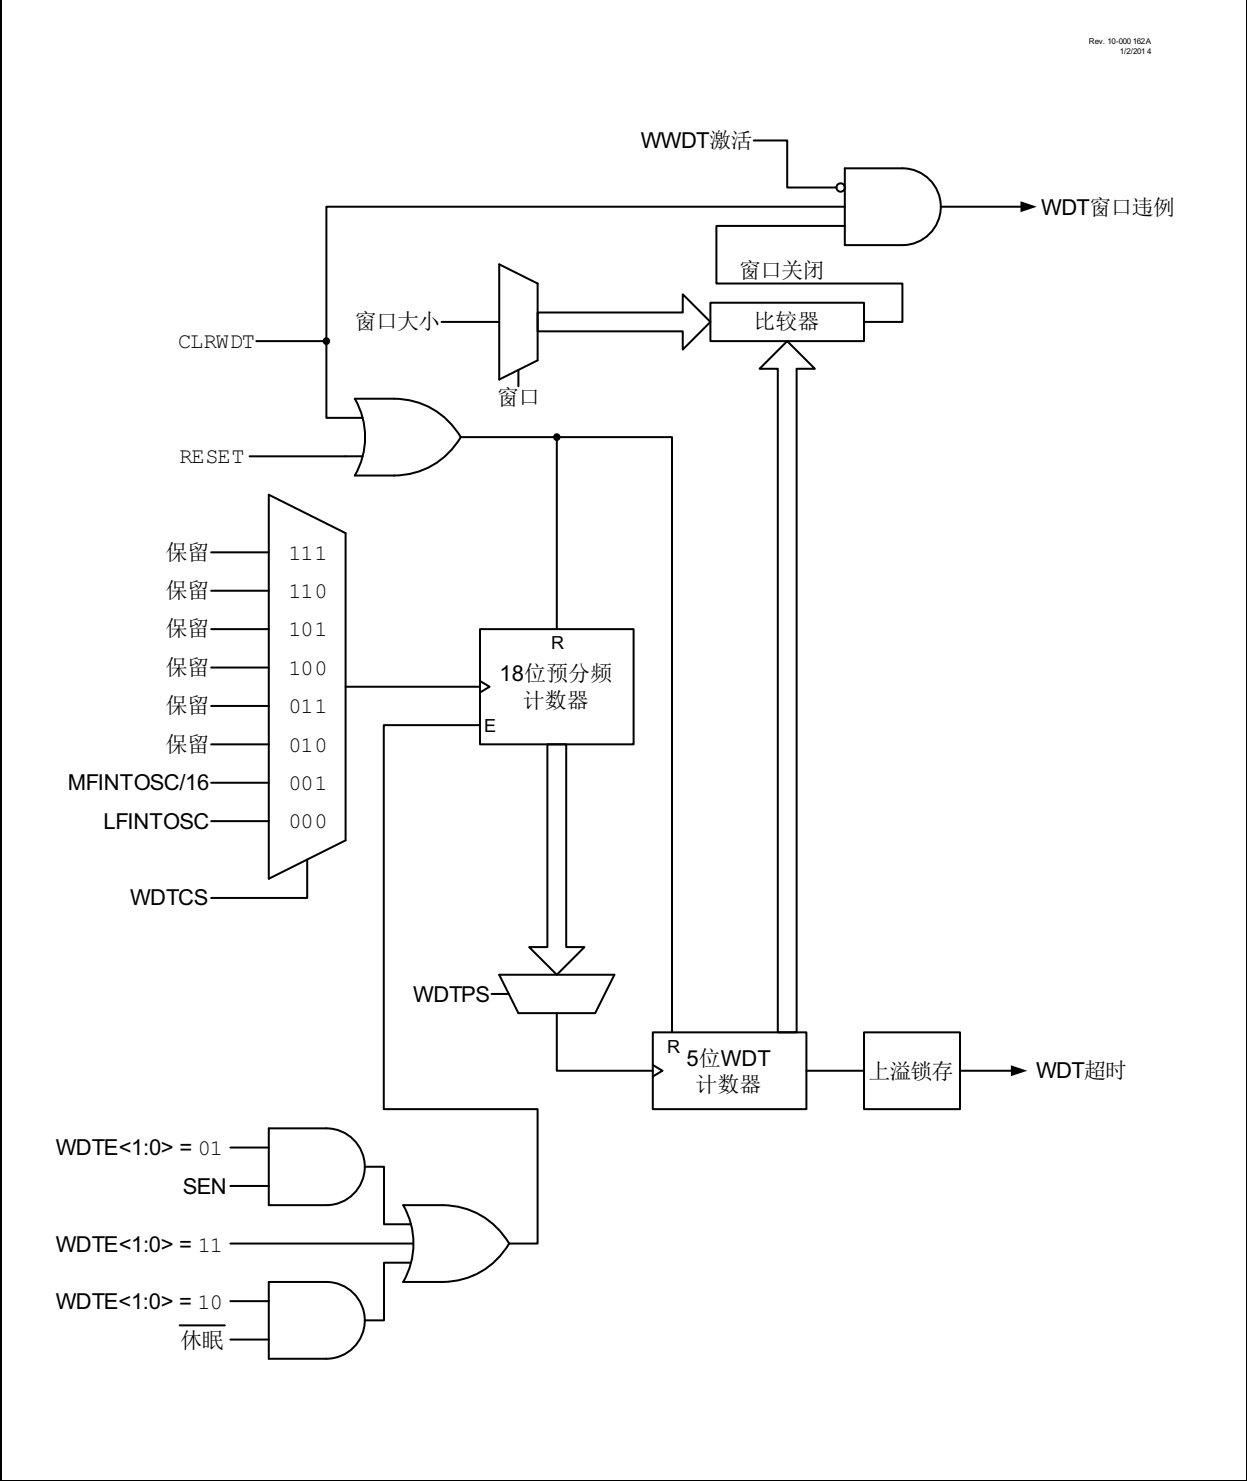 Rev. 10-000 162A
1/2/201 4
WWDT激活
WDT窗口违例
窗口关闭
窗口大小
比较器
CLRWDT
窗口
RESET
保留 111
保留 110
保留 101
保留 100
保留 011
保留 010
MFINTOSC/16 001
LFINTOSC 000
WDTCS
R
18位预分频
计数器
E
WDTPS
R
5位WDT
计数器
上溢锁存
WDT超时
WDTE<1:0> = 01
SEN
WDTE<1:0> = 11
WDTE<1:0> = 10
休眠